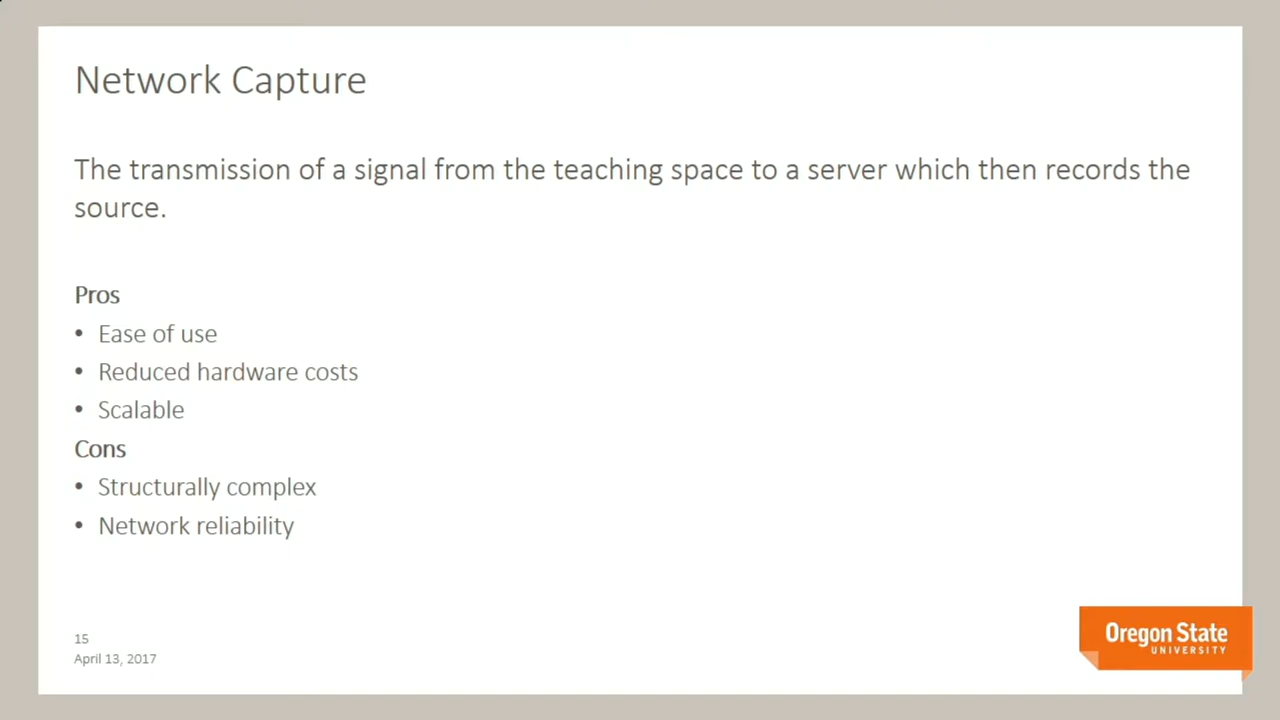 Network Capture
The transmission of a signal from the teaching space to a server which then records the
source.
Pros
• Ease of use
• Reduced hardware costs
• Scalable
Cons
• Structurally complex
• Network reliability
15
April 13, 2017
Oregon State
UNIVERSITY